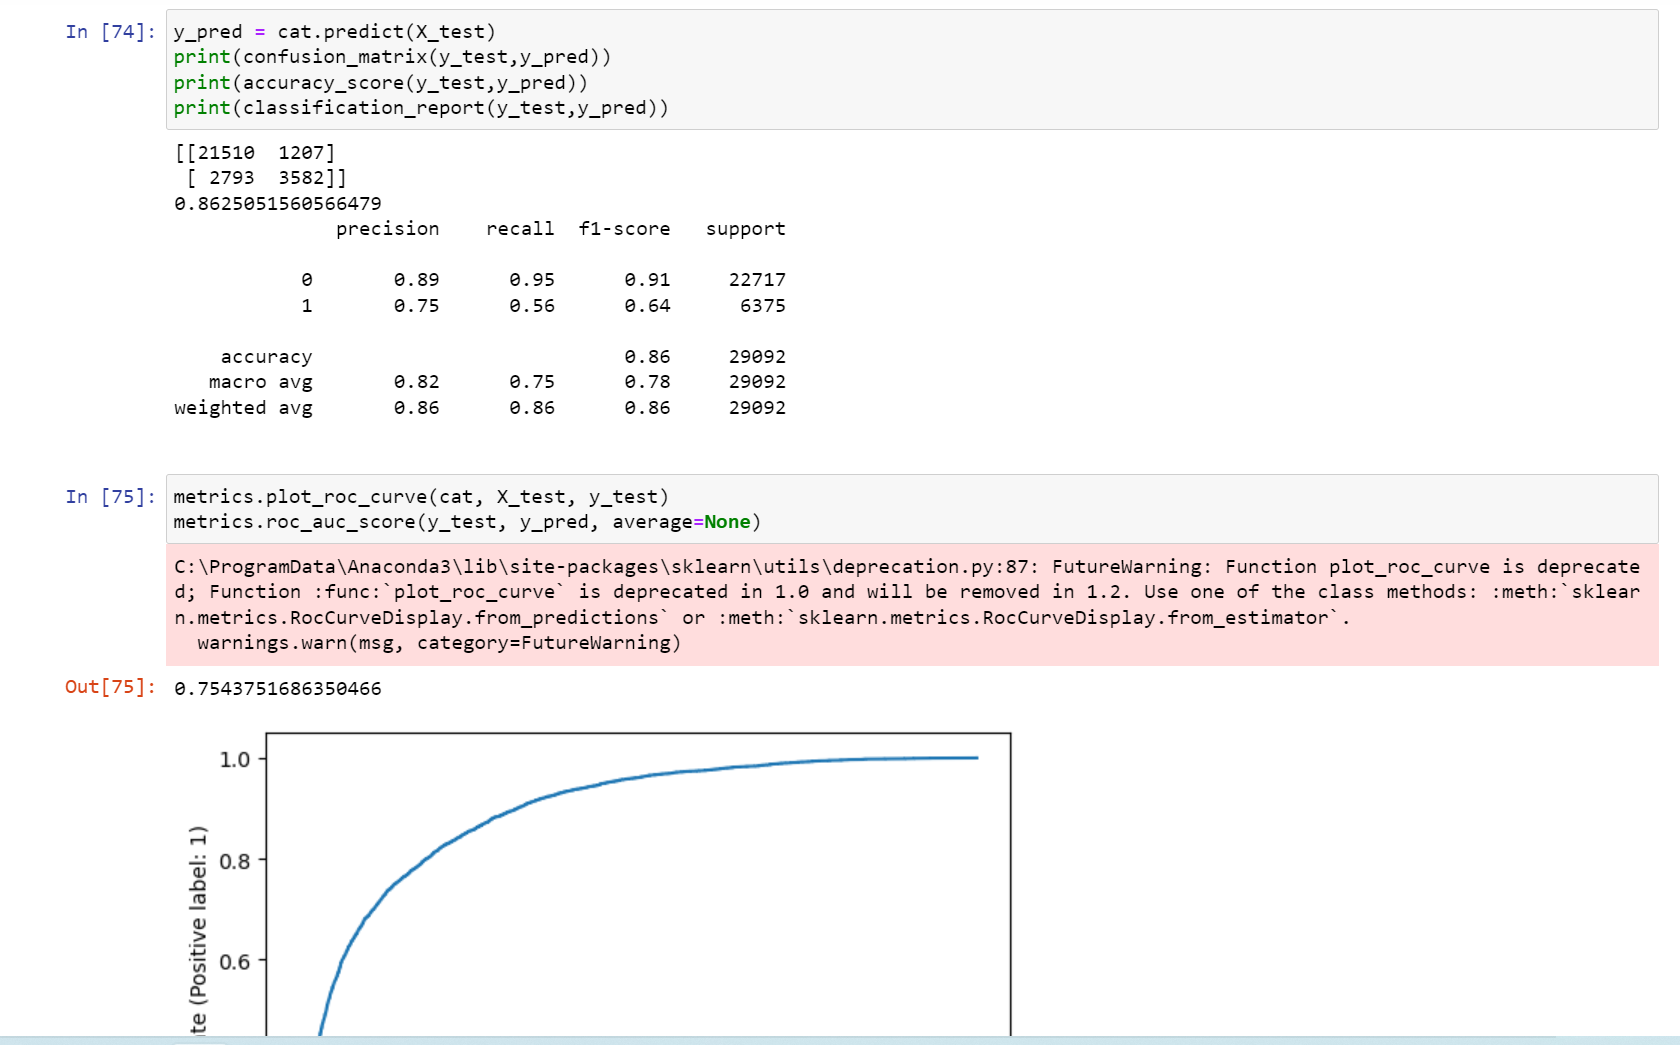 In [74]: y_pred = cat.predict(X_test)
print(confusion_matrix(y_test,y_pred))
print(accuracy_score(y_test,y_pred))
print(classification_report(y_test,y_pred))
[[21510  1207]
 [ 2793  3582]]
0.8625051560566479
              precision    recall  f1-score   support
           0       0.89      0.95      0.91     22717
           1       0.75      0.56      0.64      6375
    accuracy                           0.86     29092
   macro avg       0.82      0.75      0.78     29092
weighted avg       0.86      0.86      0.86     29092
In [75]: metrics.plot_roc_curve(cat, X_test, y_test)
metrics.roc_auc_score(y_test, y_pred, average=None)
C:\ProgramData\Anaconda3\lib\site-packages\sklearn\utils\deprecation.py:87: FutureWarning: Function plot_roc_curve is deprecate
d; Function :func:`plot_roc_curve` is deprecated in 1.0 and will be removed in 1.2. Use one of the class methods: :meth:`sklear
n.metrics.RocCurveDisplay.from_predictions` or :meth:`sklearn.metrics.RocCurveDisplay.from_estimator`.
  warnings.warn(msg, category=FutureWarning)
Out[75]: 0.7543751686350466
1.0
0.8
0.6
(Positive label: 1)